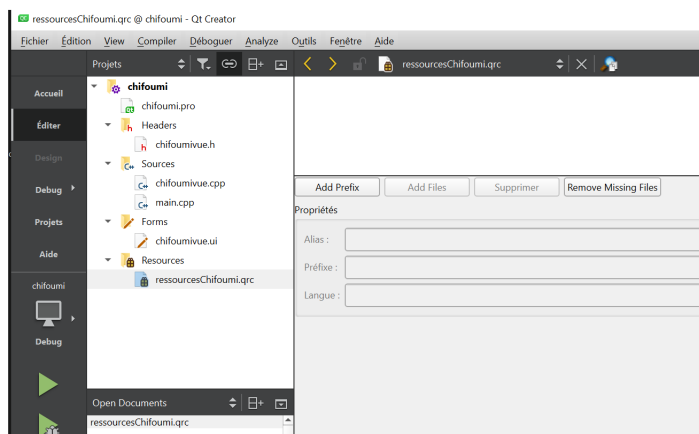 ressourcesChifoumi.qrc @ chifoumi - Qt Creator
Fichier Édition View Compiler Déboguer Analyze Outils Fenêtre Aide
Projets
ressourcesChifoumi.qrc
Accueil
Éditer
Design
Debug
Projets
Aide
chifoumi
Debug
chifoumi
chifoumi.pro
Headers
chifoumivue.h
Sources
chifoumivue.cpp
main.cpp
Forms
chifoumivue.ui
Resources
ressourcesChifoumi.qrc
Open Documents
ressourcesChifoumi.qrc
Add Prefix Add Files Supprimer Remove Missing Files
Propriétés
Alias :
Préfixe :
Langue :